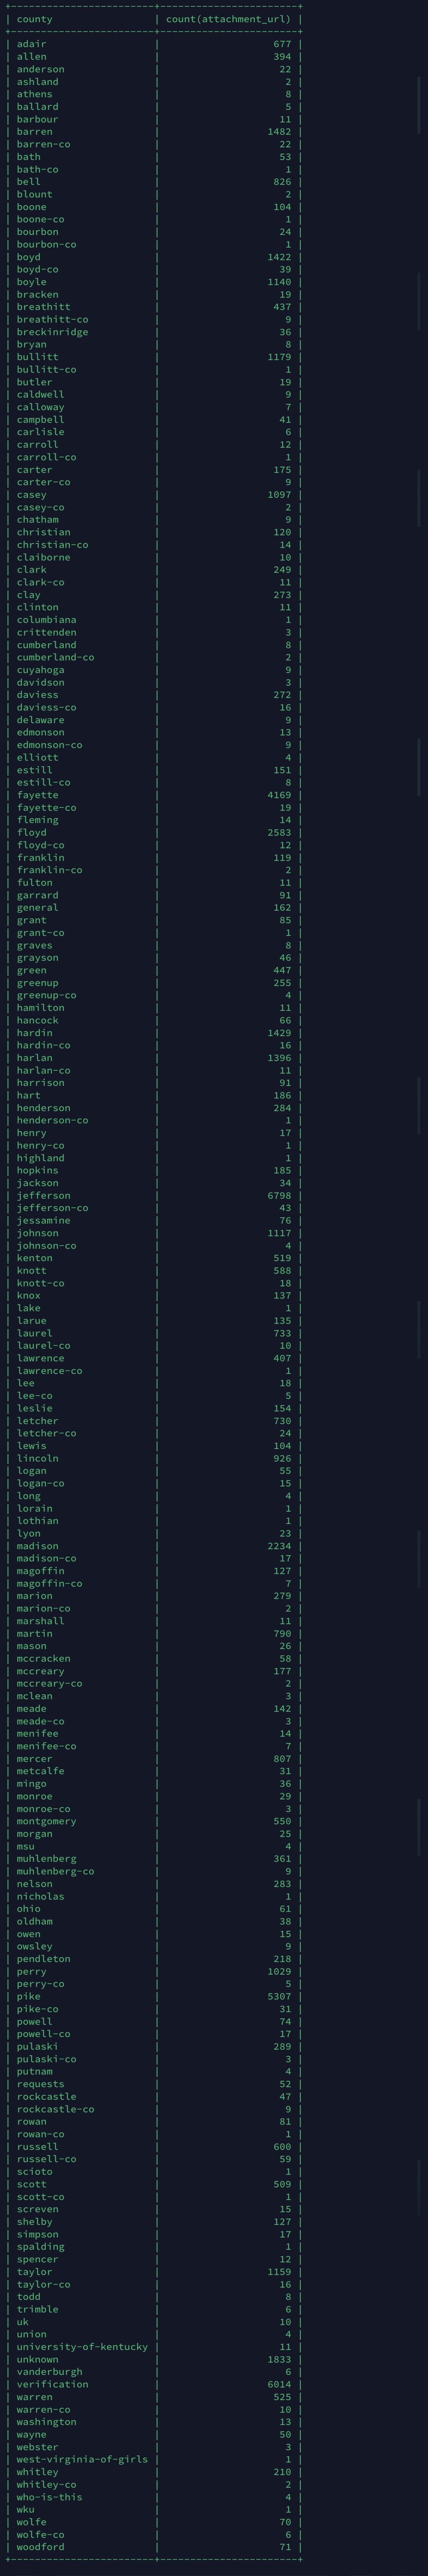 +------------------------+-----------------------+
| county                 | count(attachment_url) |
+------------------------+-----------------------+
| adair                  |                   677 |
| allen                  |                   394 |
| anderson               |                    22 |
| ashland                |                     2 |
| athens                 |                     8 |
| ballard                |                     5 |
| barbour                |                    11 |
| barren                 |                  1482 |
| barren-co              |                    22 |
| bath                   |                    53 |
| bath-co                |                     1 |
| bell                   |                   826 |
| blount                 |                     2 |
| boone                  |                   104 |
| boone-co               |                     1 |
| bourbon                |                    24 |
| bourbon-co             |                     1 |
| boyd                   |                  1422 |
| boyd-co                |                    39 |
| boyle                  |                  1140 |
| bracken                |                    19 |
| breathitt              |                   437 |
| breathitt-co           |                     9 |
| breckinridge           |                    36 |
| bryan                  |                     8 |
| bullitt                |                  1179 |
| bullitt-co             |                     1 |
| butler                 |                    19 |
| caldwell               |                     9 |
| calloway               |                     7 |
| campbell               |                    41 |
| carlisle               |                     6 |
| carroll                |                    12 |
| carroll-co             |                     1 |
| carter                 |                   175 |
| carter-co              |                     9 |
| casey                  |                  1097 |
| casey-co               |                     2 |
| chatham                |                     9 |
| christian              |                   120 |
| christian-co           |                    14 |
| claiborne              |                    10 |
| clark                  |                   249 |
| clark-co               |                    11 |
| clay                   |                   273 |
| clinton                |                    11 |
| columbiana             |                     1 |
| crittenden             |                     3 |
| cumberland             |                     8 |
| cumberland-co          |                     2 |
| cuyahoga               |                     9 |
| davidson               |                     3 |
| daviess                |                   272 |
| daviess-co             |                    16 |
| delaware               |                     9 |
| edmonson               |                    13 |
| edmonson-co            |                     9 |
| elliott                |                     4 |
| estill                 |                   151 |
| estill-co              |                     8 |
| fayette                |                  4169 |
| fayette-co             |                    19 |
| fleming                |                    14 |
| floyd                  |                  2583 |
| floyd-co               |                    12 |
| franklin               |                   119 |
| franklin-co            |                     2 |
| fulton                 |                    11 |
| garrard                |                    91 |
| general                |                   162 |
| grant                  |                    85 |
| grant-co               |                     1 |
| graves                 |                     8 |
| grayson                |                    46 |
| green                  |                   447 |
| greenup                |                   255 |
| greenup-co             |                     4 |
| hamilton               |                    11 |
| hancock                |                    66 |
| hardin                 |                  1429 |
| hardin-co              |                    16 |
| harlan                 |                  1396 |
| harlan-co              |                    11 |
| harrison               |                    91 |
| hart                   |                   186 |
| henderson              |                   284 |
| henderson-co           |                     1 |
| henry                  |                    17 |
| henry-co               |                     1 |
| highland               |                     1 |
| hopkins                |                   185 |
| jackson                |                    34 |
| jefferson              |                  6798 |
| jefferson-co           |                    43 |
| jessamine              |                    76 |
| johnson                |                  1117 |
| johnson-co             |                     4 |
| kenton                 |                   519 |
| knott                  |                   588 |
| knott-co               |                    18 |
| knox                   |                   137 |
| lake                   |                     1 |
| larue                  |                   135 |
| laurel                 |                   733 |
| laurel-co              |                    10 |
| lawrence               |                   407 |
| lawrence-co            |                     1 |
| lee                    |                    18 |
| lee-co                 |                     5 |
| leslie                 |                   154 |
| letcher                |                   730 |
| letcher-co             |                    24 |
| lewis                  |                   104 |
| lincoln                |                   926 |
| logan                  |                    55 |
| logan-co               |                    15 |
| long                   |                     4 |
| lorain                 |                     1 |
| lothian                |                     1 |
| lyon                   |                    23 |
| madison                |                  2234 |
| madison-co             |                    17 |
| magoffin               |                   127 |
| magoffin-co            |                     7 |
| marion                 |                   279 |
| marion-co              |                     2 |
| marshall               |                    11 |
| martin                 |                   790 |
| mason                  |                    26 |
| mccracken              |                    58 |
| mccreary               |                   177 |
| mccreary-co            |                     2 |
| mclean                 |                     3 |
| meade                  |                   142 |
| meade-co               |                     3 |
| menifee                |                    14 |
| menifee-co             |                     7 |
| mercer                 |                   807 |
| metcalfe               |                    31 |
| mingo                  |                    36 |
| monroe                 |                    29 |
| monroe-co              |                     3 |
| montgomery             |                   550 |
| morgan                 |                    25 |
| msu                    |                     4 |
| muhlenberg             |                   361 |
| muhlenberg-co          |                     9 |
| nelson                 |                   283 |
| nicholas               |                     1 |
| ohio                   |                    61 |
| oldham                 |                    38 |
| owen                   |                    15 |
| owsley                 |                     9 |
| pendleton              |                   218 |
| perry                  |                  1029 |
| perry-co               |                     5 |
| pike                   |                  5307 |
| pike-co                |                    31 |
| powell                 |                    74 |
| powell-co              |                    17 |
| pulaski                |                   289 |
| pulaski-co             |                     3 |
| putnam                 |                     4 |
| requests               |                    52 |
| rockcastle             |                    47 |
| rockcastle-co          |                     9 |
| rowan                  |                    81 |
| rowan-co               |                     1 |
| russell                |                   600 |
| russell-co             |                    59 |
| scioto                 |                     1 |
| scott                  |                   509 |
| scott-co               |                     1 |
| screven                |                    15 |
| shelby                 |                   127 |
| simpson                |                    17 |
| spalding               |                     1 |
| spencer                |                    12 |
| taylor                 |                  1159 |
| taylor-co              |                    16 |
| todd                   |                     8 |
| trimble                |                     6 |
| uk                     |                    10 |
| union                  |                     4 |
| university-of-kentucky |                    11 |
| unknown                |                  1833 |
| vanderburgh            |                     6 |
| verification           |                  6014 |
| warren                 |                   525 |
| warren-co              |                    10 |
| washington             |                    13 |
| wayne                  |                    50 |
| webster                |                     3 |
| west-virginia-of-girls |                     1 |
| whitley                |                   210 |
| whitley-co             |                     2 |
| who-is-this            |                     4 |
| wku                    |                     1 |
| wolfe                  |                    70 |
| wolfe-co               |                     6 |
| woodford               |                    71 |
+------------------------+-----------------------+